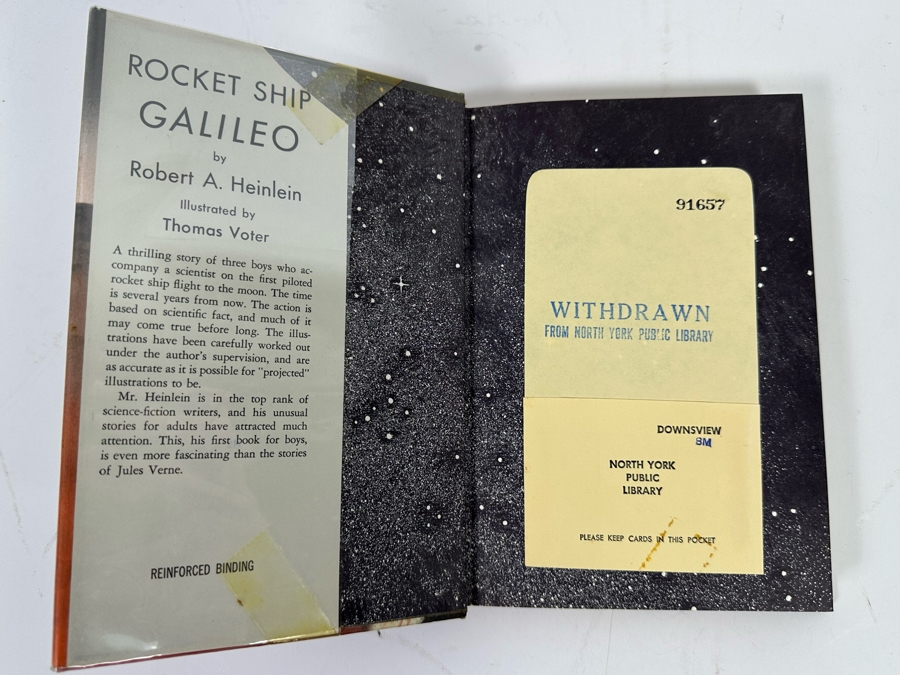 ROCKET SHIP
GALILEO
by
Robert A. Heinlein
Illustrated by
Thomas Voter
A thrilling story of three boys who ac-
company a scientist on the first piloted
rocket ship flight to the moon. The time
is several years from now. The action is
based on scientific fact, and much of it
may come true before long. The illus-
trations have been carefully worked out
under the author's supervision, and are
as accurate as it is possible for "projected"
illustrations to be.
Mr. Heinlein is in the top rank of
science-fiction writers, and his unusual
stories for adults have attracted much
attention. This, his first book for boys,
is even more fascinating than the stories
of Jules Verne.
REINFORCED BINDING
91657
WITHDRAWN
FROM NORTH YORK PUBLIC LIBRARY
DOWNSVIEW
BM
NORTH YORK
PUBLIC
LIBRARY
PLEASE KEEP CARDS IN THIS POCKET